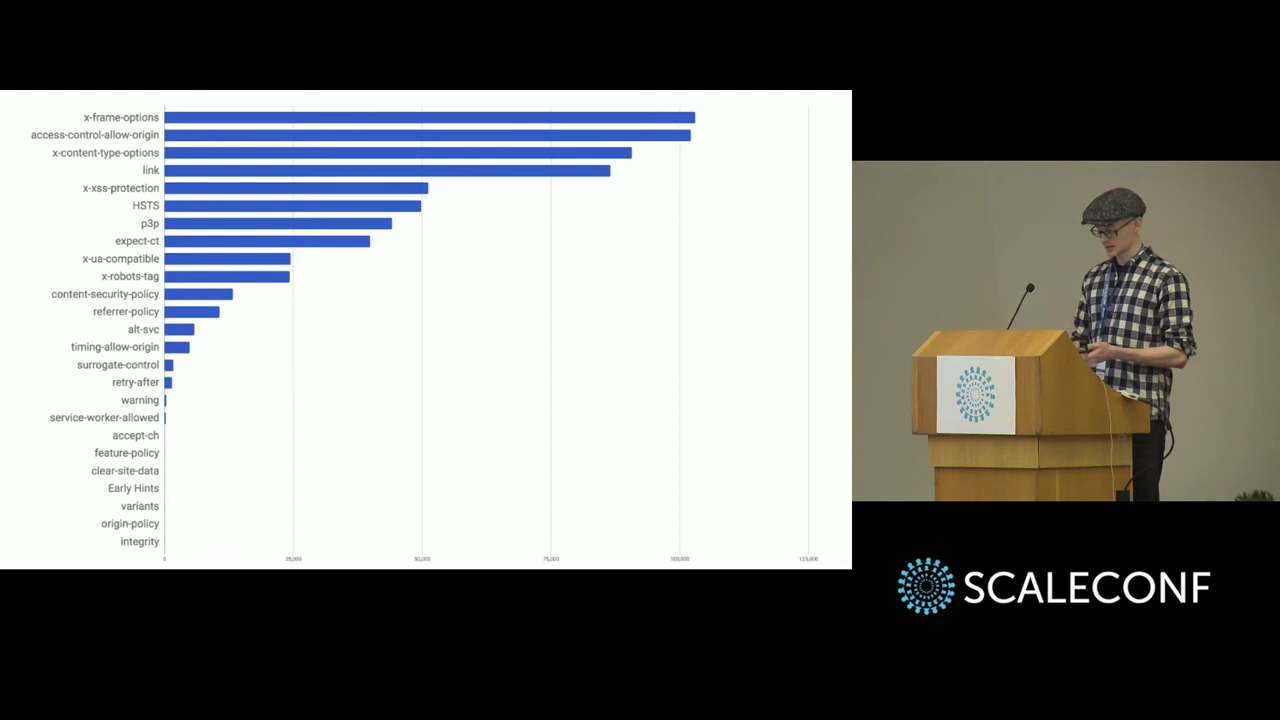 x-frame-options
access-control-allow-origin
x-content-type-options
link
x-xss-protection
HSTS
p3p
expect-ct
x-ua-compatible
x-robots-tag
content-security-policy
referrer-policy
alt-svc
timing-allow-origin
surrogate-control
retry-after
warning
service-worker-allowed
accept-ch
feature-policy
clear-site-data
Early Hints
variants
origin-policy
integrity
0 25,000 50,000 75,000 100,000 125,000
SCALECONF